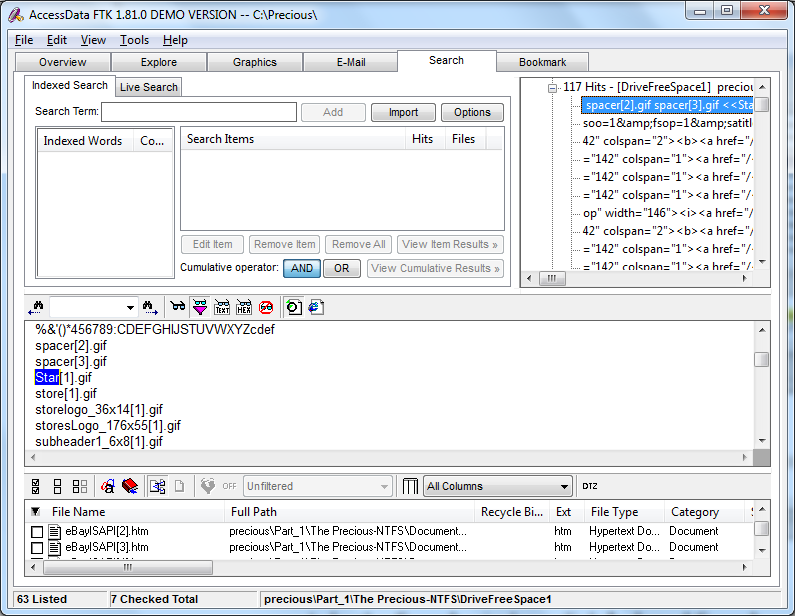 AccessData FTK 1.81.0 DEMO VERSION -- C:\Precious\
File Edit View Tools Help
Overview Explore Graphics E-Mail Search Bookmark
Indexed Search Live Search
Search Term: Add Import Options
Indexed Words Co... Search Items Hits Files
Edit Item Remove Item Remove All View Item Results »
Cumulative operator: AND OR View Cumulative Results »
117 Hits - [DriveFreeSpace1] preciou
spacer[2].gif spacer[3].gif <<Sta
soo=1&amp;fsop=1&amp;satitl
42" colspan="2"><b><a href="/
="142" colspan="1"><a href="/
="142" colspan="1"><a href="/
="142" colspan="1"><a href="/
op" width="146"><i><a href="/
42" colspan="2"><b><a href="/
="142" colspan="1"><a href="/
="142" colspan="1"><a href="/
TEXT HEX
%&'()*456789:CDEFGHIJSTUVWXYZcdef
spacer[2].gif
spacer[3].gif
Star[1].gif
store[1].gif
storelogo_36x14[1].gif
storesLogo_176x55[1].gif
subheader1_6x8[1].gif
OFF Unfiltered All Columns DTZ
File Name Full Path Recycle Bi... Ext File Type Category
eBayISAPI[2].htm precious\Part_1\The Precious-NTFS\Document... htm Hypertext Do... Document
eBayISAPI[3].htm precious\Part_1\The Precious-NTFS\Document... htm Hypertext Do... Document
63 Listed 7 Checked Total precious\Part_1\The Precious-NTFS\DriveFreeSpace1